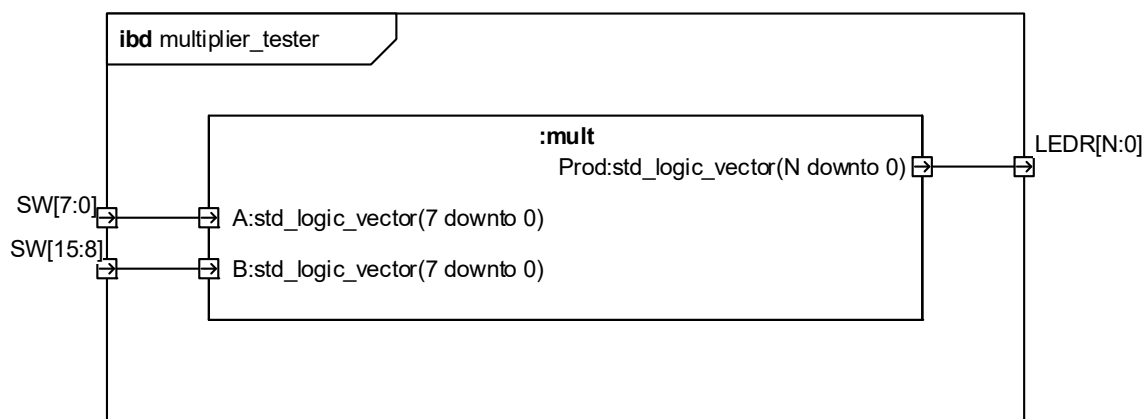 ibd multiplier_tester
:mult
Prod:std_logic_vector(N downto 0)
LEDR[N:0]
SW[7:0]
A:std_logic_vector(7 downto 0)
SW[15:8]
B:std_logic_vector(7 downto 0)